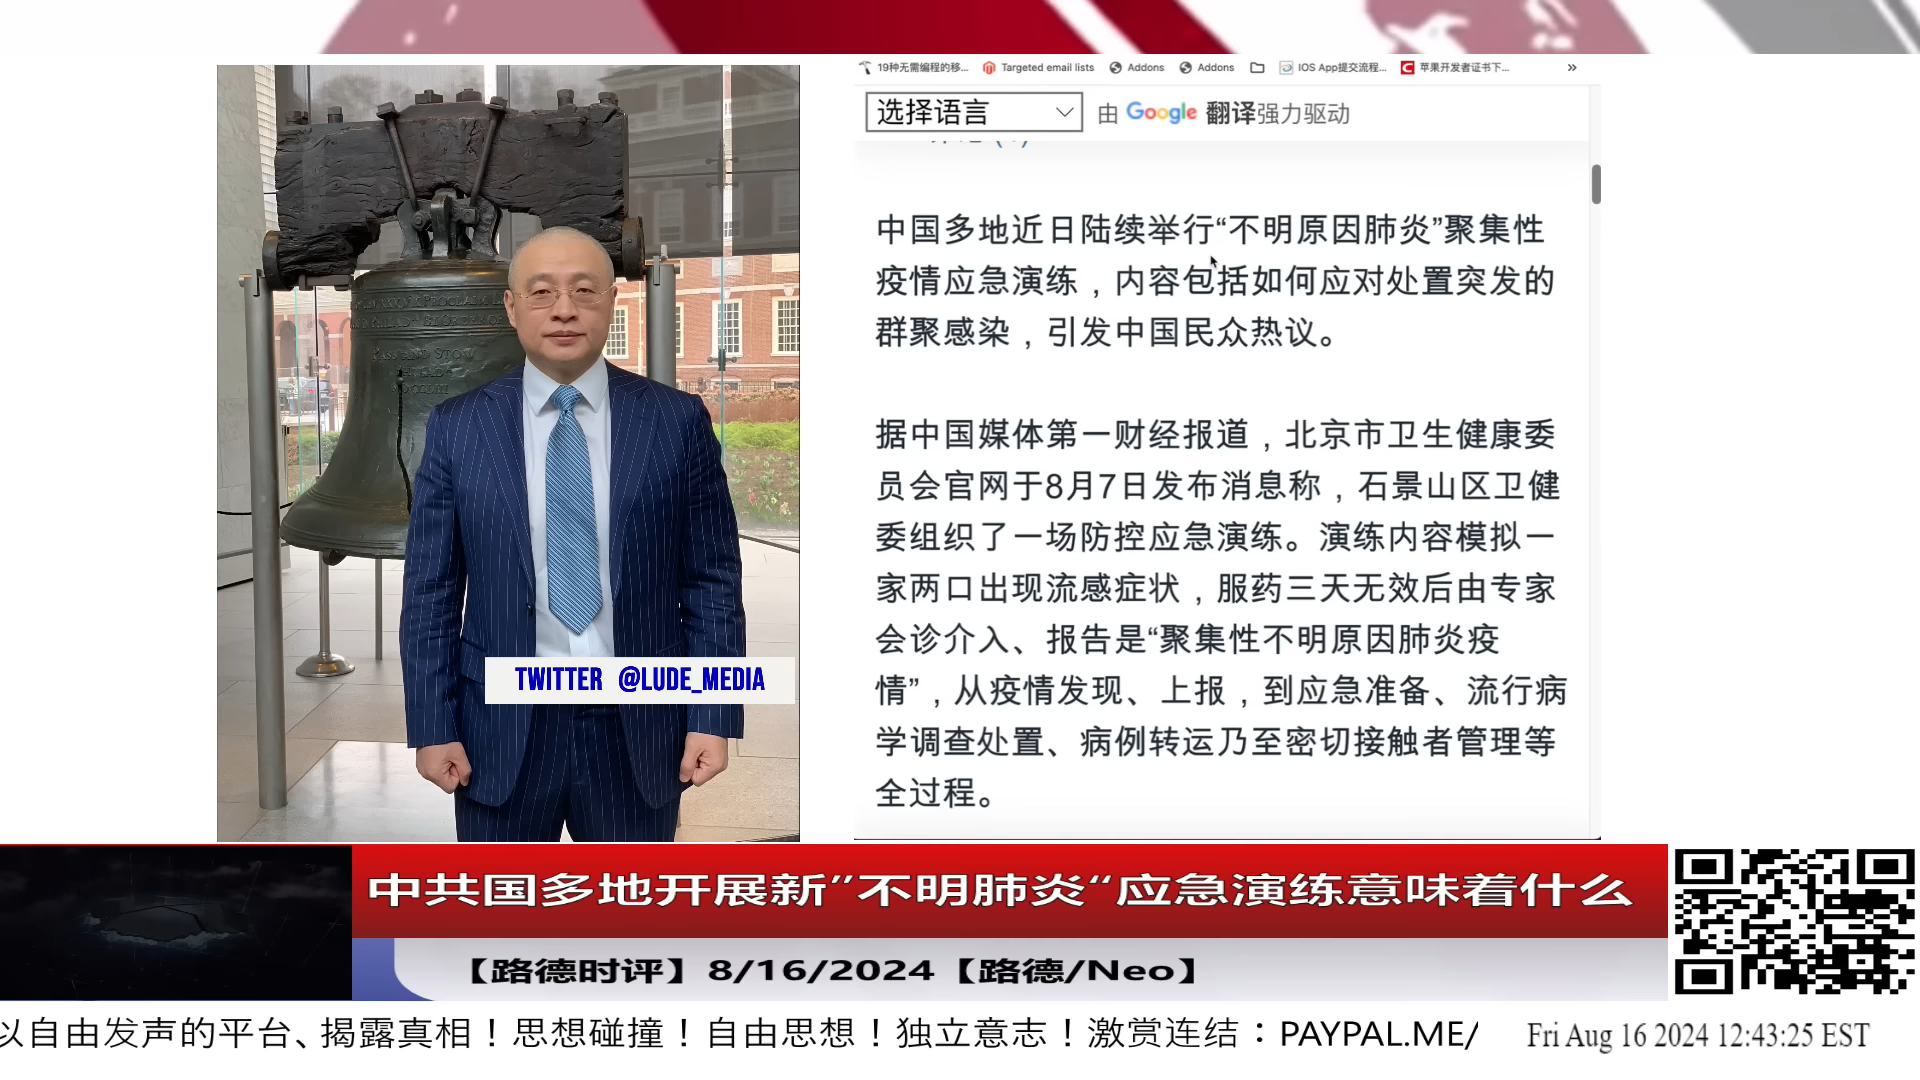 19种无需编程的移... Targeted email lists Addons Addons IOS App提交流程... 苹果开发者证书下... »
选择语言 由 Google 翻译强力驱动
中国多地近日陆续举行“不明原因肺炎”聚集性
疫情应急演练，内容包括如何应对处置突发的
群聚感染，引发中国民众热议。
据中国媒体第一财经报道，北京市卫生健康委
员会官网于8月7日发布消息称，石景山区卫健
委组织了一场防控应急演练。演练内容模拟一
家两口出现流感症状，服药三天无效后由专家
会诊介入、报告是“聚集性不明原因肺炎疫
情”，从疫情发现、上报，到应急准备、流行病
学调查处置、病例转运乃至密切接触者管理等
全过程。
PASS AND STOW
TWITTER @LUDE_MEDIA
中共国多地开展新”不明肺炎“应急演练意味着什么
【路德时评】8/16/2024【路德/Neo】
以自由发声的平台、揭露真相！思想碰撞！自由思想！独立意志！激赏连结：PAYPAL.ME/
Fri Aug 16 2024 12:43:25 EST